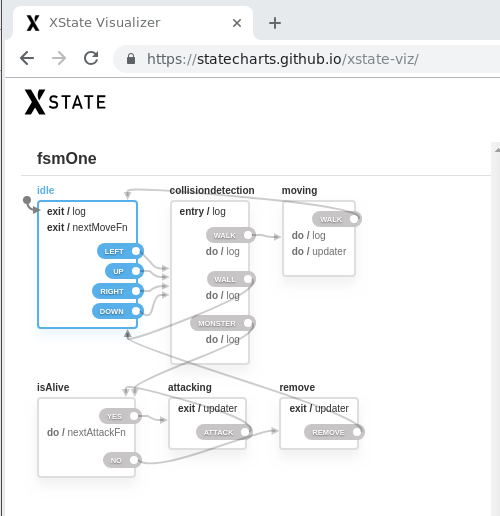 XState Visualizer
https://statecharts.github.io/xstate-viz/
XSTATE
fsmOne
idle
exit / log
exit / nextMoveFn
LEFT
UP
RIGHT
DOWN
collisiondetection
entry / log
WALK
do / log
WALL
do / log
MONSTER
do / log
moving
WALK
do / log
do / updater
isAlive
YES
do / nextAttackFn
NO
attacking
exit / updater
ATTACK
remove
exit / updater
REMOVE